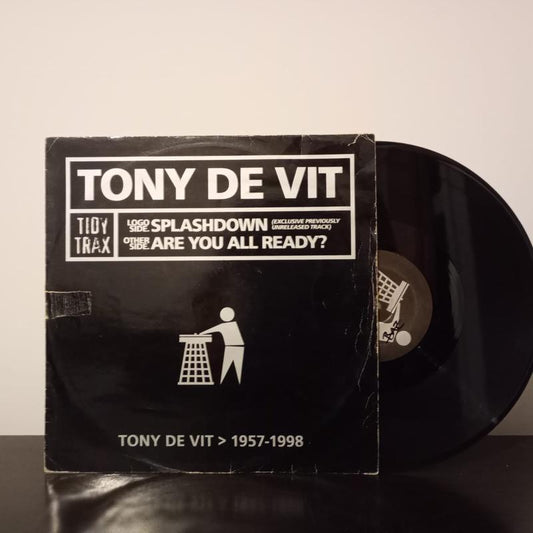 TONY DE VIT
TIDY TRAX
LOGO SIDE. SPLASHDOWN (EXCLUSIVE PREVIOUSLY UNRELEASED TRACK)
OTHER SIDE. ARE YOU ALL READY?
TONY DE VIT > 1957-1998